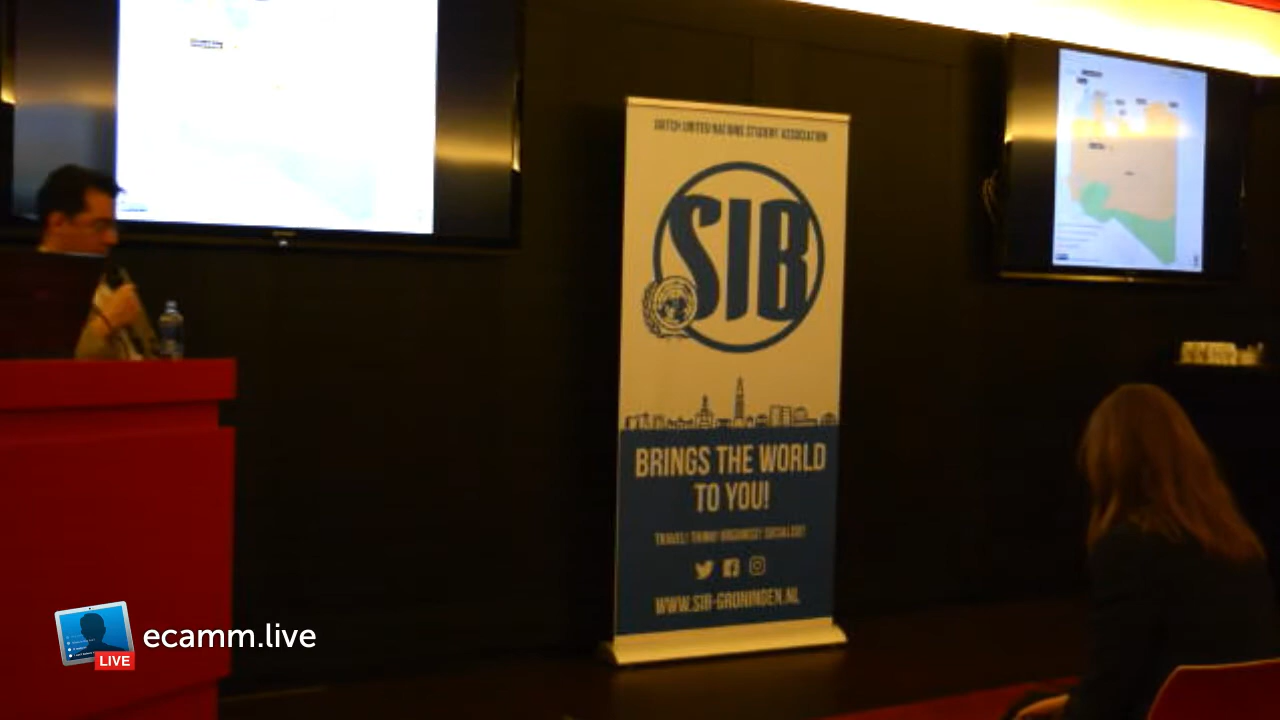 DUTCH UNITED NATIONS STUDENT ASSOCIATION
SIB
BRINGS THE WORLD
TO YOU!
TRAVEL! THINK! ORGANISE! SOCIALISE!
WWW.SIB-GRONINGEN.NL
LIVE
ecamm.live